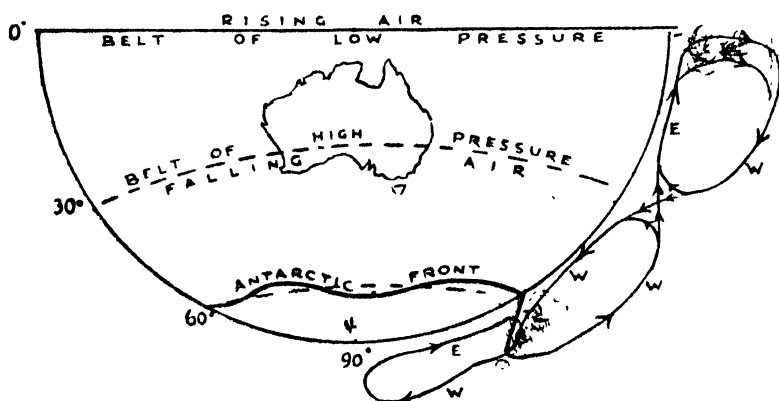 RISING AIR
0°
BELT OF LOW PRESSURE
E
W
BELT OF HIGH PRESSURE
FALLING AIR
30°
W
W
ANTARCTIC FRONT
60°
90°
E
W